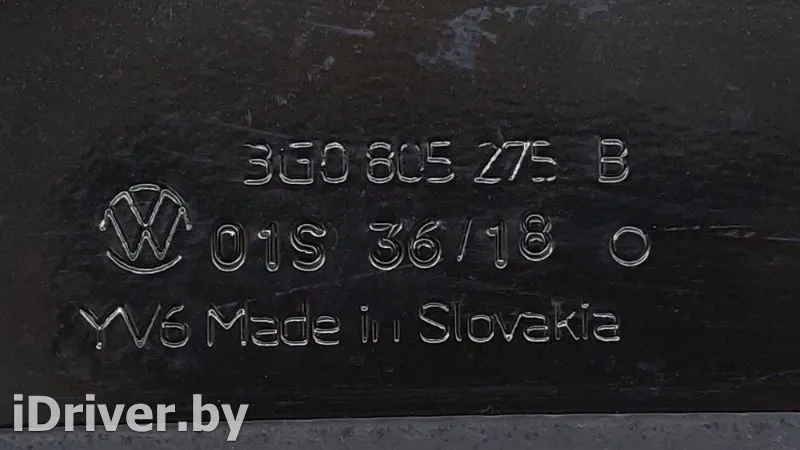 3G0 805 275 B
01S 36/18 O
YV6 Made in Slovakia
iDriver.by